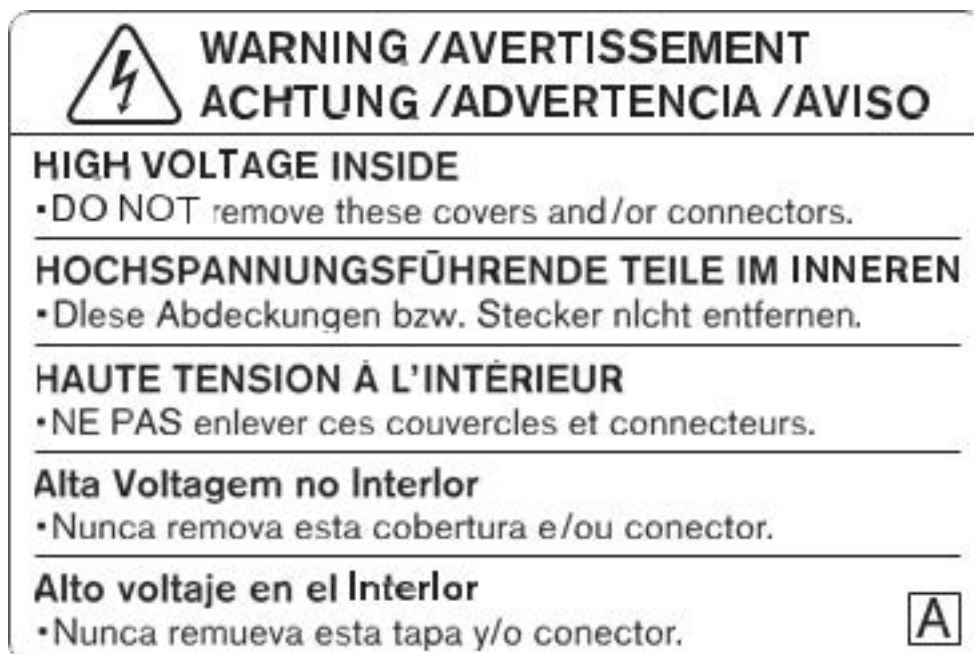 WARNING /AVERTISSEMENT
ACHTUNG /ADVERTENCIA /AVISO
HIGH VOLTAGE INSIDE
•DO NOT remove these covers and/or connectors.
HOCHSPANNUNGSFÜHRENDE TEILE IM INNEREN
•Diese Abdeckungen bzw. Stecker nicht entfernen.
HAUTE TENSION À L'INTÉRIEUR
•NE PAS enlever ces couvercles et connecteurs.
Alta Voltagem no Interior
•Nunca remova esta cobertura e/ou conector.
Alto voltaje en el Interior
•Nunca remueva esta tapa y/o conector.
A